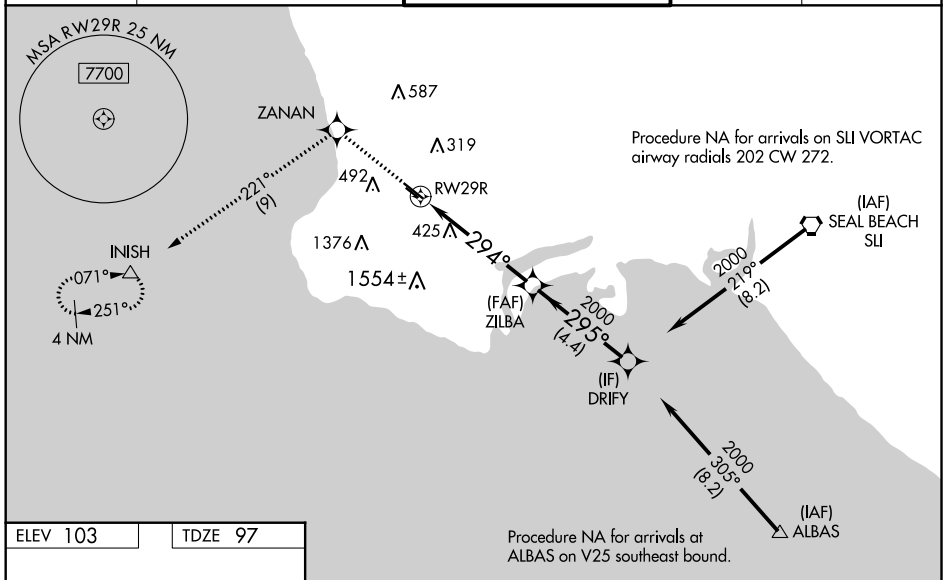 MSA RW29R 25 NM
7700
587
ZANAN
319
Procedure NA for arrivals on SLI VORTAC
airway radials 202 CW 272.
492
RW29R
221°
(9)
(IAF)
SEAL BEACH
SLI
425
294°
1376
INISH
2000
219°
(8.2)
1554±
071°
251°
4 NM
(FAF)
ZILBA
2000
295°
(4.4)
(IF)
DRIFY
2000
305°
(8.2)
(IAF)
ALBAS
ELEV 103
TDZE 97
Procedure NA for arrivals at
ALBAS on V25 southeast bound.